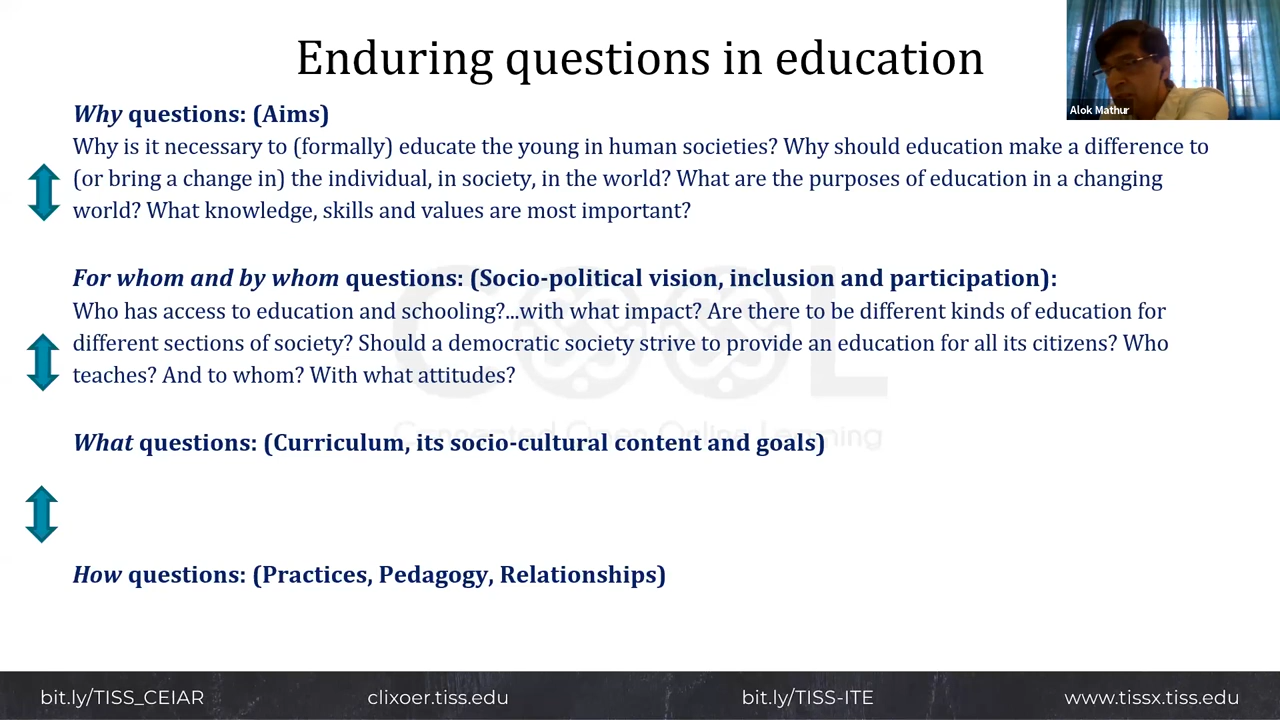 Enduring questions in education
Alok Mathur
Why questions: (Aims)
Why is it necessary to (formally) educate the young in human societies? Why should education make a difference to
(or bring a change in) the individual, in society, in the world? What are the purposes of education in a changing
world? What knowledge, skills and values are most important?
For whom and by whom questions: (Socio-political vision, inclusion and participation):
Who has access to education and schooling?...with what impact? Are there to be different kinds of education for
different sections of society? Should a democratic society strive to provide an education for all its citizens? Who
teaches? And to whom? With what attitudes?
COOL
Connected Open Online Learning
What questions: (Curriculum, its socio-cultural content and goals)
How questions: (Practices, Pedagogy, Relationships)
bit.ly/TISS_CEIAR clixoer.tiss.edu bit.ly/TISS-ITE www.tissx.tiss.edu